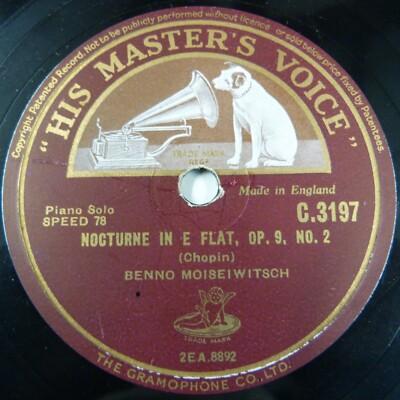 Copyright. Patented Record. Not to be publicly performed without licence or sold below price fixed by Patentees.
"HIS MASTER'S VOICE"
TRADE MARK
REGD
Made in England
Piano Solo
SPEED 78
C.3197
NOCTURNE IN E FLAT, OP. 9, NO. 2
(Chopin)
BENNO MOISEIWITSCH
TRADE MARK
2EA.8892
THE GRAMOPHONE CO., LTD.